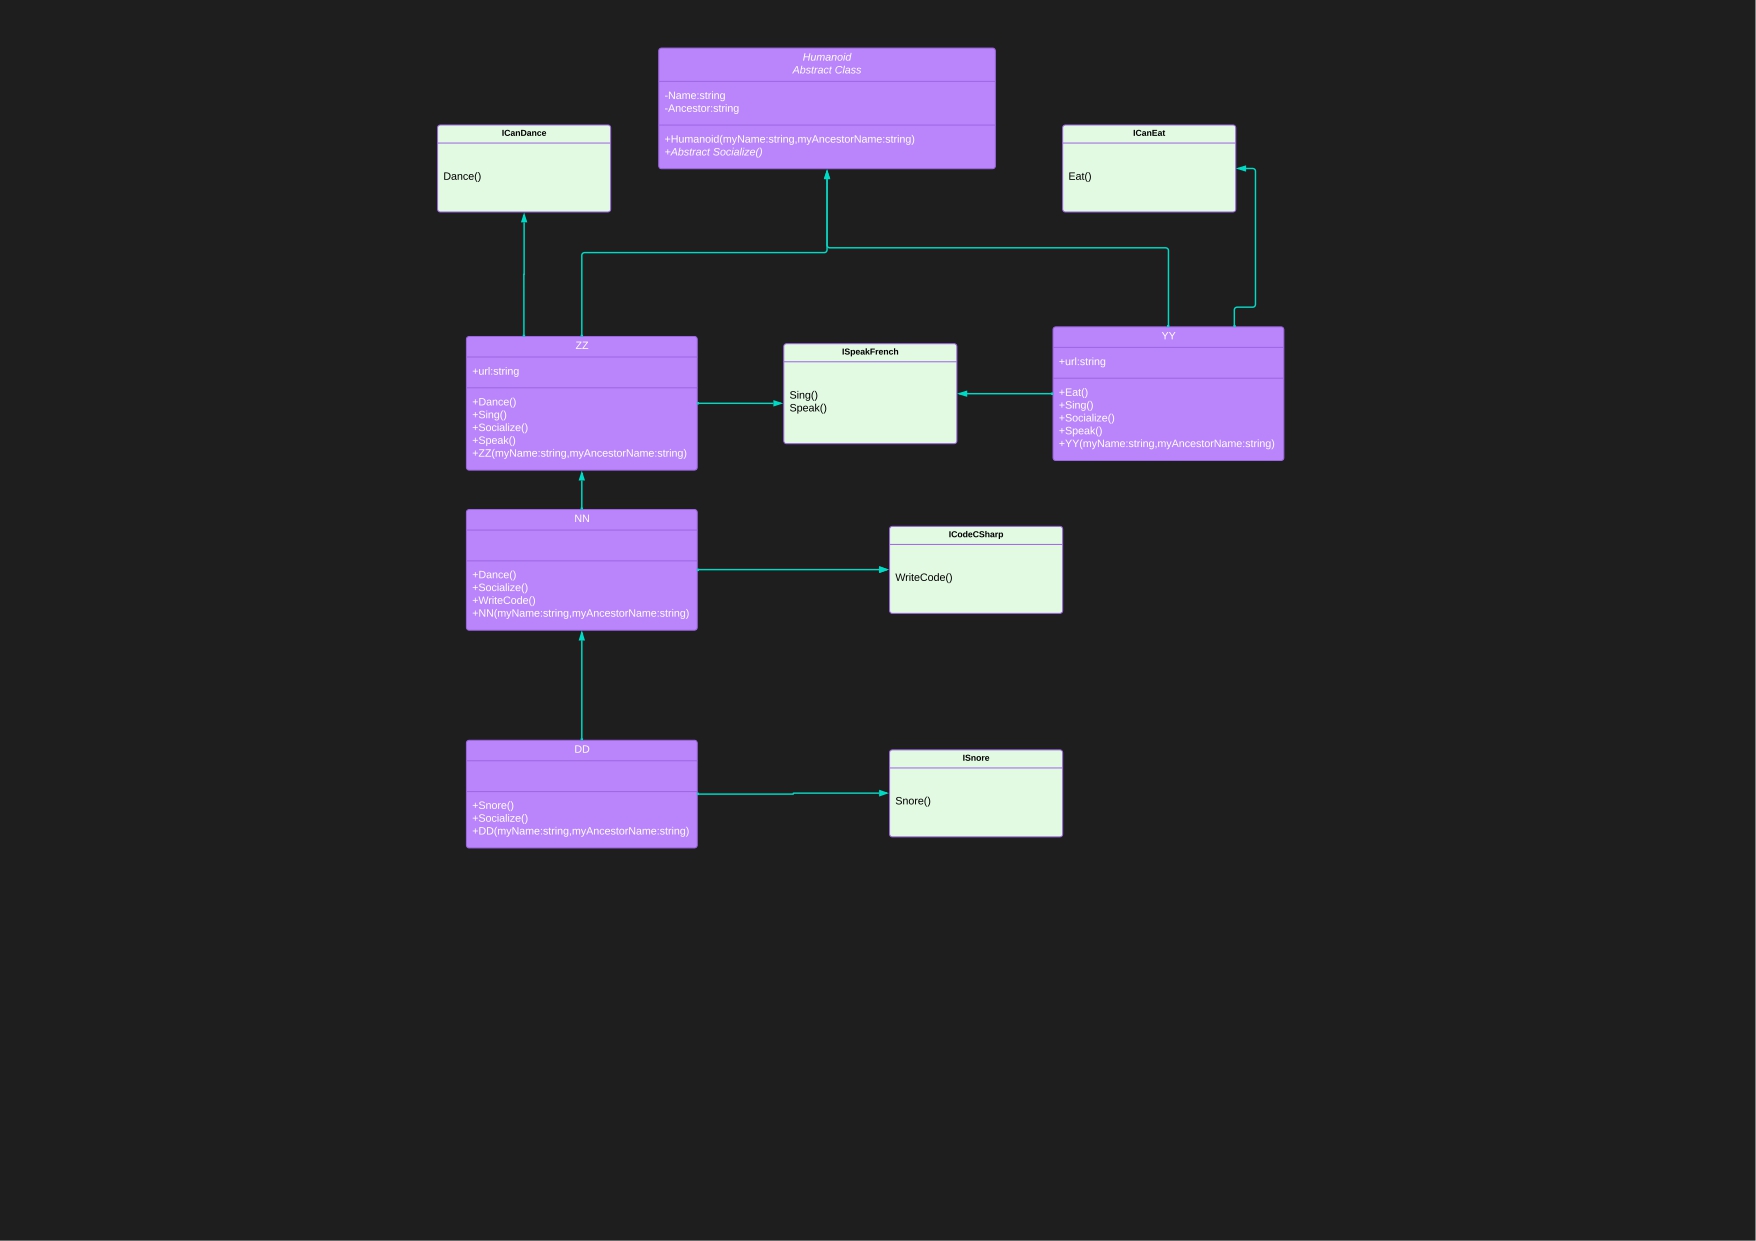 Humanoid
Abstract Class
-Name:string
-Ancestor:string
+Humanoid(myName:string,myAncestorName:string)
+Abstract Socialize()
ICanDance
Dance()
ICanEat
Eat()
ZZ
+url:string
+Dance()
+Sing()
+Socialize()
+Speak()
+ZZ(myName:string,myAncestorName:string)
ISpeakFrench
Sing()
Speak()
YY
+url:string
+Eat()
+Sing()
+Socialize()
+Speak()
+YY(myName:string,myAncestorName:string)
NN
+Dance()
+Socialize()
+WriteCode()
+NN(myName:string,myAncestorName:string)
ICodeCSharp
WriteCode()
DD
+Snore()
+Socialize()
+DD(myName:string,myAncestorName:string)
ISnore
Snore()